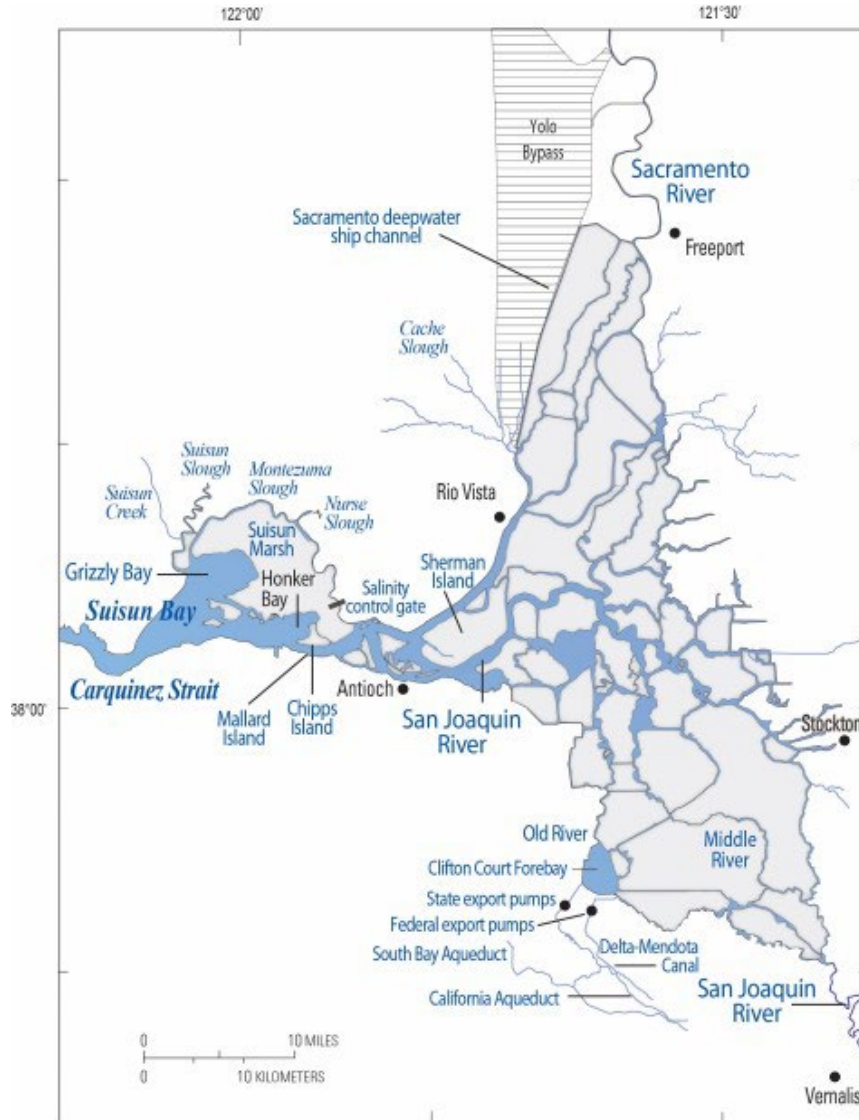 122°00'
121°30'
Yolo
Bypass
Sacramento
River
Sacramento deepwater
ship channel
Freeport
Cache
Slough
Suisun
Slough
Montezuma
Slough
Rio Vista
Suisun
Creek
Nurse
Slough
Suisun
Marsh
Sherman
Island
Grizzly Bay
Honker
Bay
Salinity
control gate
Suisun Bay
Carquinez Strait
Antioch
Mallard
Island
Chipps
Island
San Joaquin
River
38°00'
Stockton
Old River
Middle
River
Clifton Court Forebay
State export pumps
Federal export pumps
South Bay Aqueduct
Delta-Mendota
Canal
California Aqueduct
San Joaquin
River
0 10 MILES
0 10 KILOMETERS
Vernalis